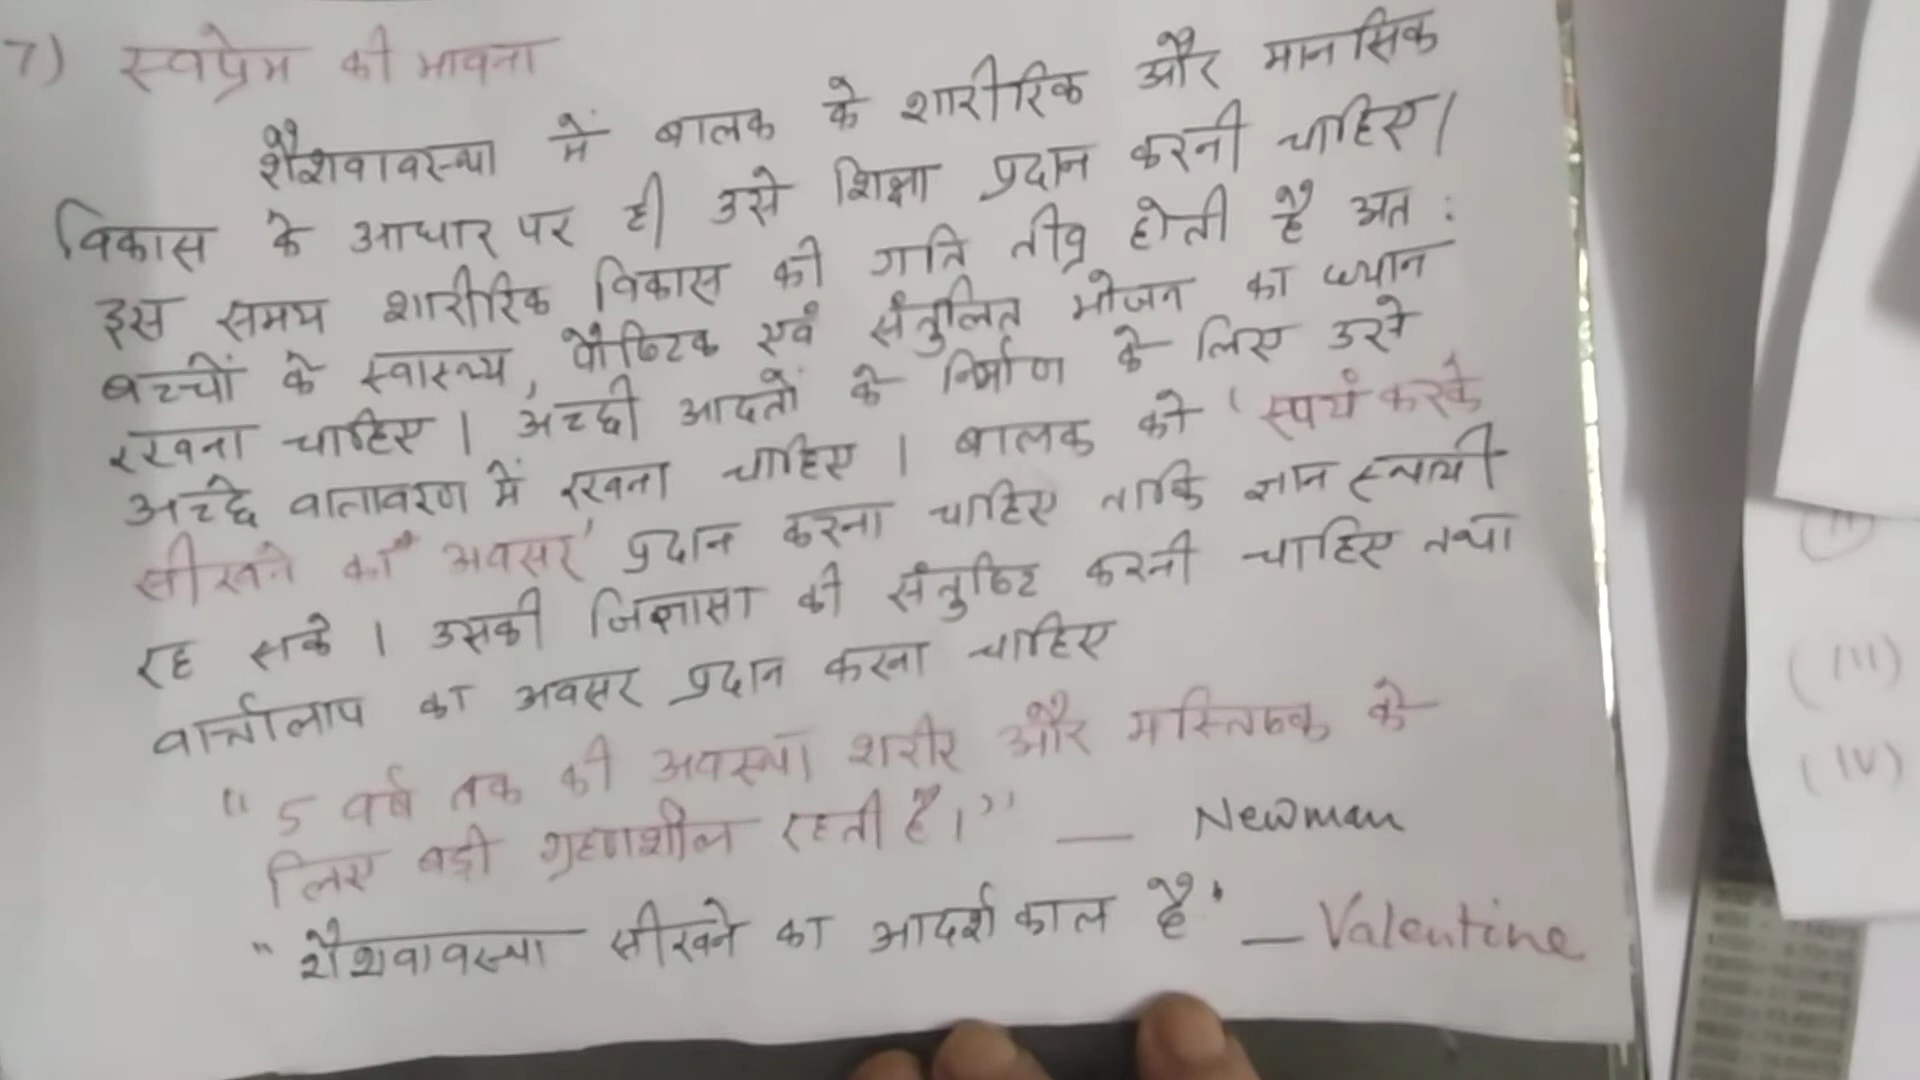 7) स्वप्रेम की भावना
शैशवावस्था में बालक के शारीरिक और मानसिक
विकास के आधार पर ही उसे शिक्षा प्रदान करनी चाहिए।
इस समय शारीरिक विकास की गति तीव्र होती है अत:
बच्चों के स्वास्थ्य, पौष्टिक एवं संतुलित भोजन का ध्यान
रखना चाहिए। अच्छी आदतों के निर्माण के लिए उसे
अच्छे वातावरण में रखना चाहिए। बालक को 'स्वयं करके
सीखने का अवसर' प्रदान करना चाहिए ताकि ज्ञान स्थायी
रह सके। उसकी जिज्ञासा की संतुष्टि करनी चाहिए तथा
वार्त्तालाप का अवसर प्रदान करना चाहिए
"5 वर्ष तक की अवस्था शरीर और मस्तिष्क के
लिए बड़ी ग्रहणशील रहती है।" — Newman
"शैशवावस्था सीखने का आदर्श काल है" — Valentine
(III)
(IV)